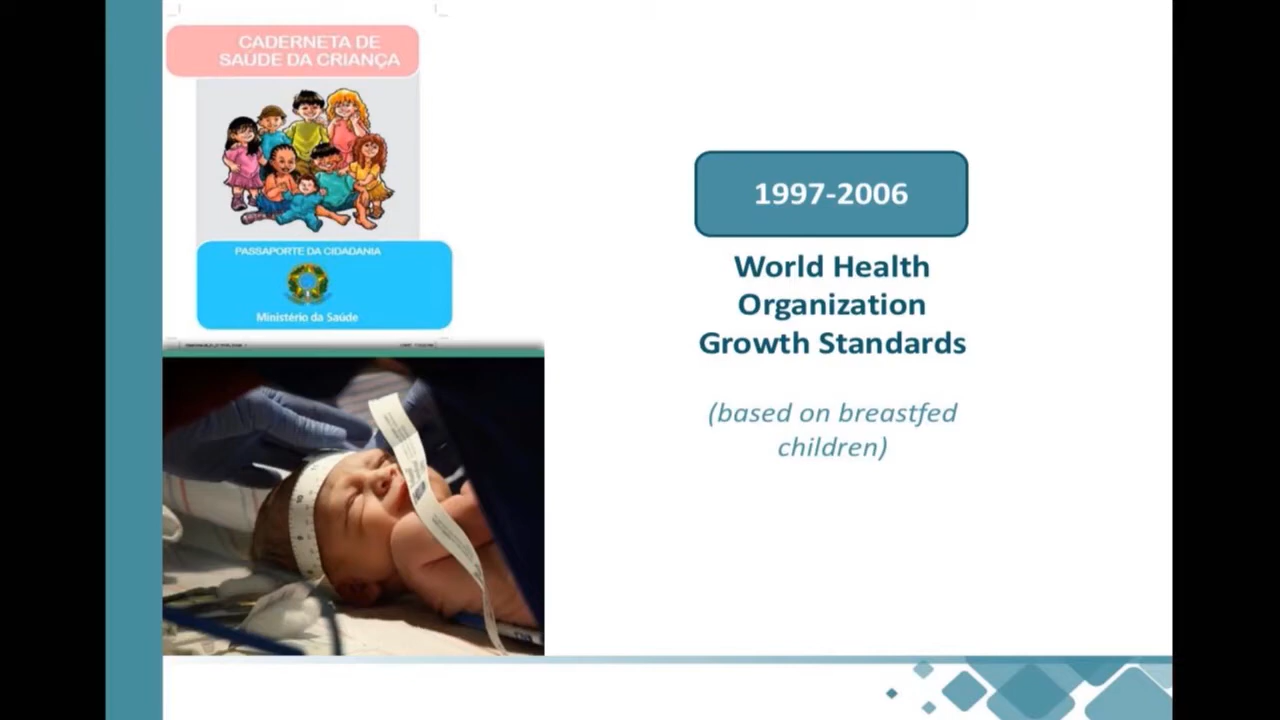 CADERNETA DE
SAÚDE DA CRIANÇA
PASSAPORTE DA CIDADANIA
Ministério da Saúde
1997-2006
World Health
Organization
Growth Standards
(based on breastfed
children)